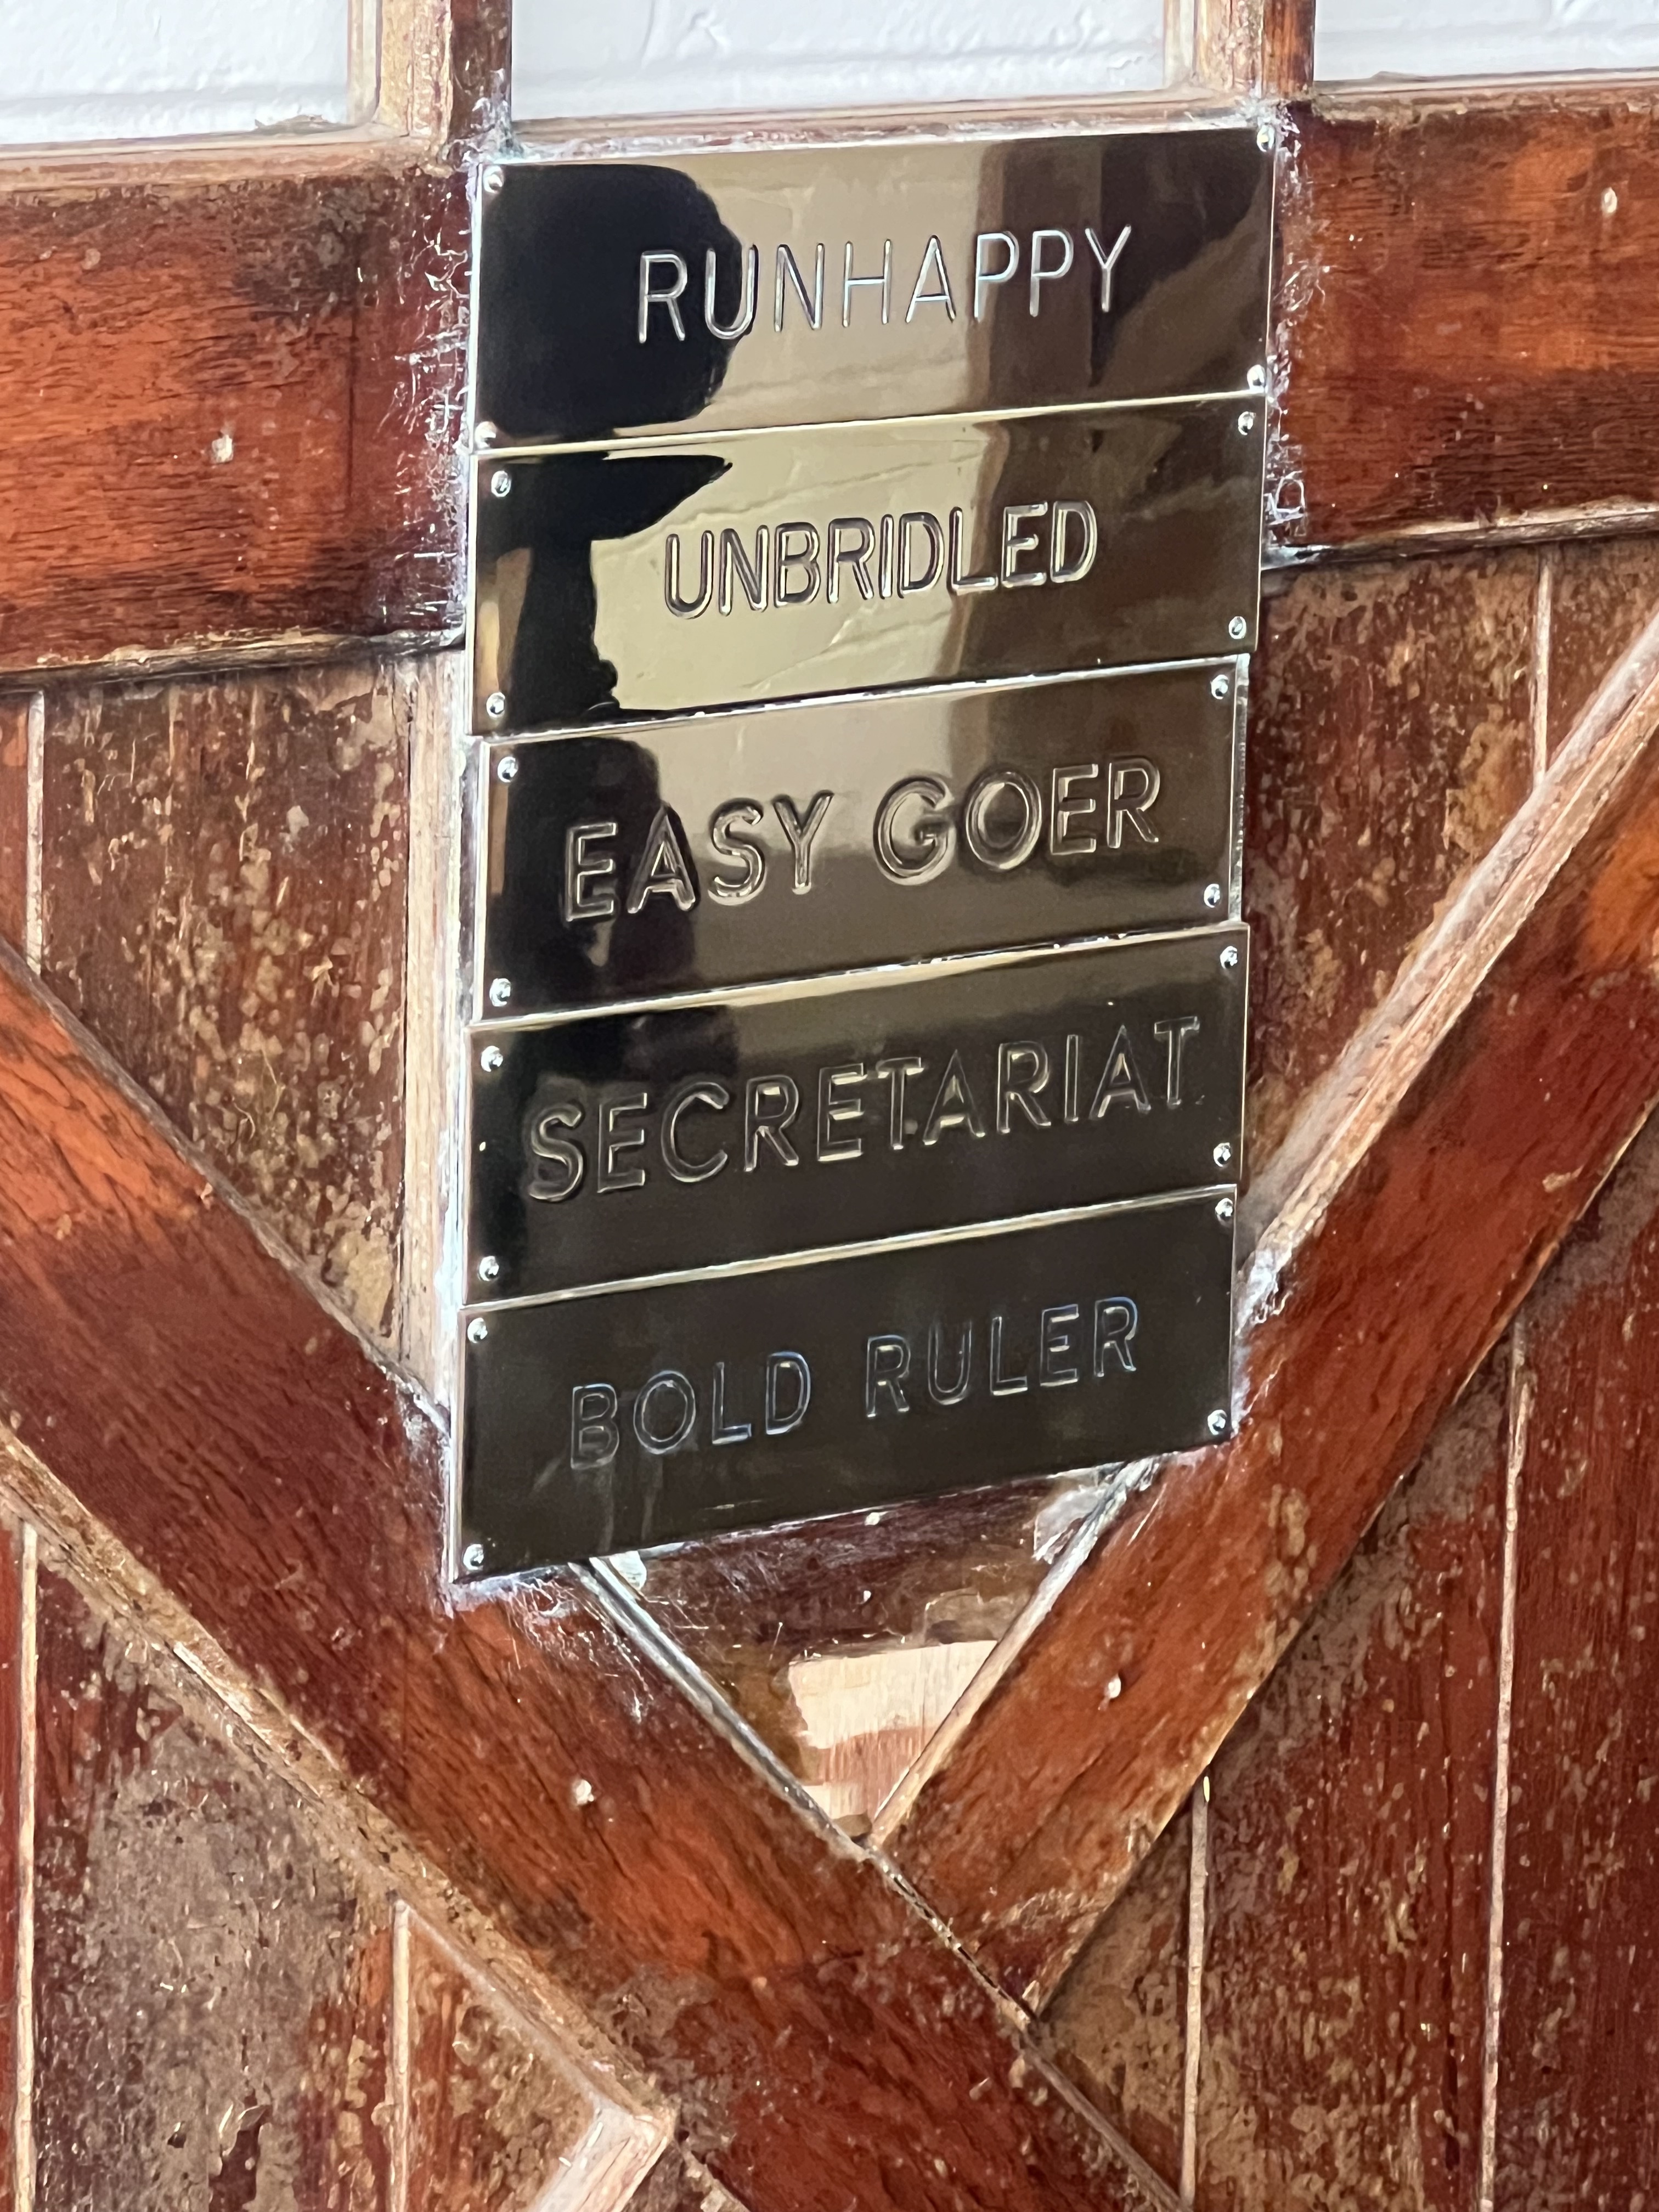 RUNHAPPY
UNBRIDLED
EASY GOER
SECRETARIAT
BOLD RULER